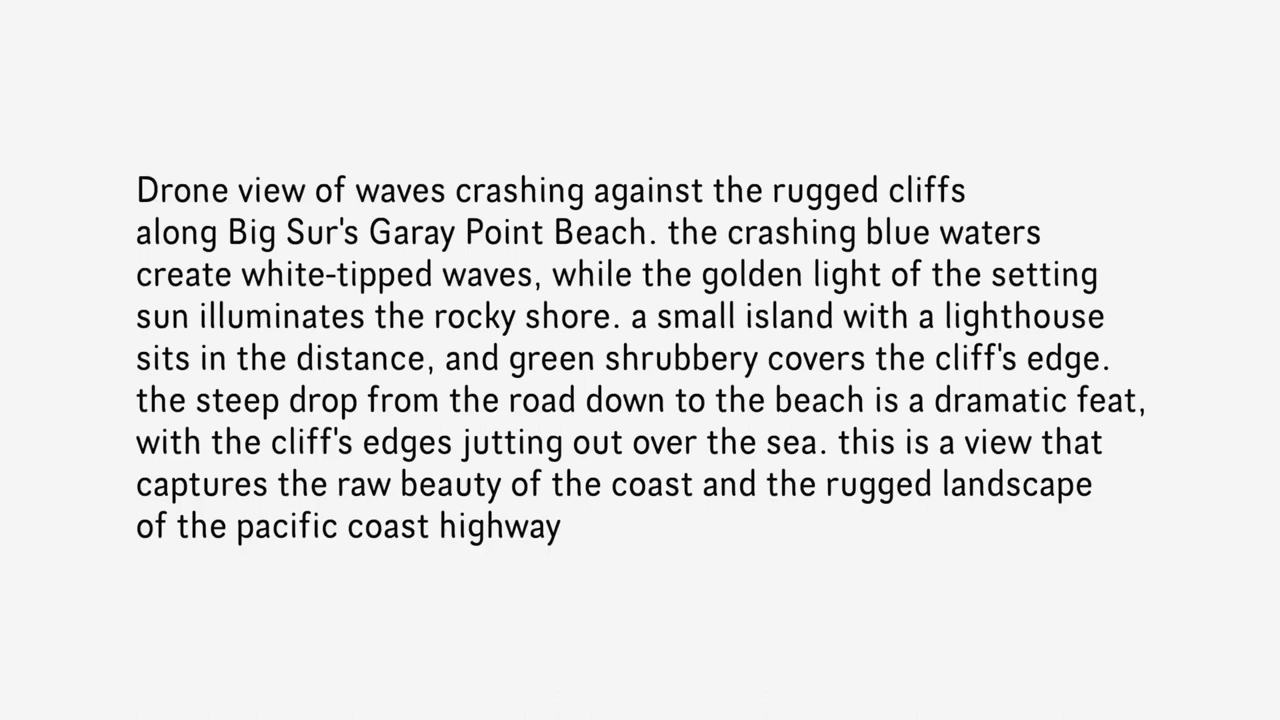 Drone view of waves crashing against the rugged cliffs
along Big Sur's Garay Point Beach. the crashing blue waters
create white-tipped waves, while the golden light of the setting
sun illuminates the rocky shore. a small island with a lighthouse
sits in the distance, and green shrubbery covers the cliff's edge.
the steep drop from the road down to the beach is a dramatic feat,
with the cliff's edges jutting out over the sea. this is a view that
captures the raw beauty of the coast and the rugged landscape
of the pacific coast highway